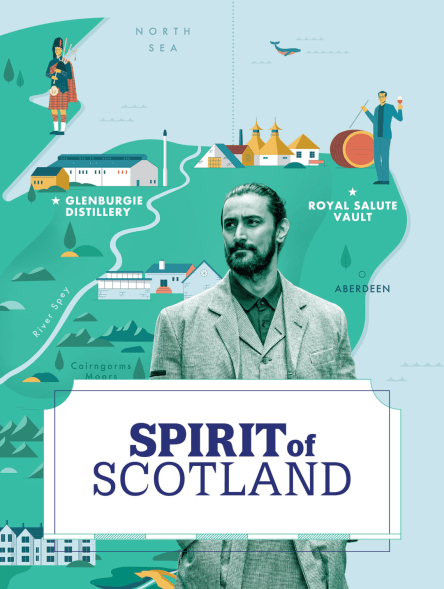 NORTH
SEA
★ GLENBURGIE
DISTILLERY
★
ROYAL SALUTE
VAULT
ABERDEEN
River Spey
Cairngorms
Moors
SPIRIT of
SCOTLAND